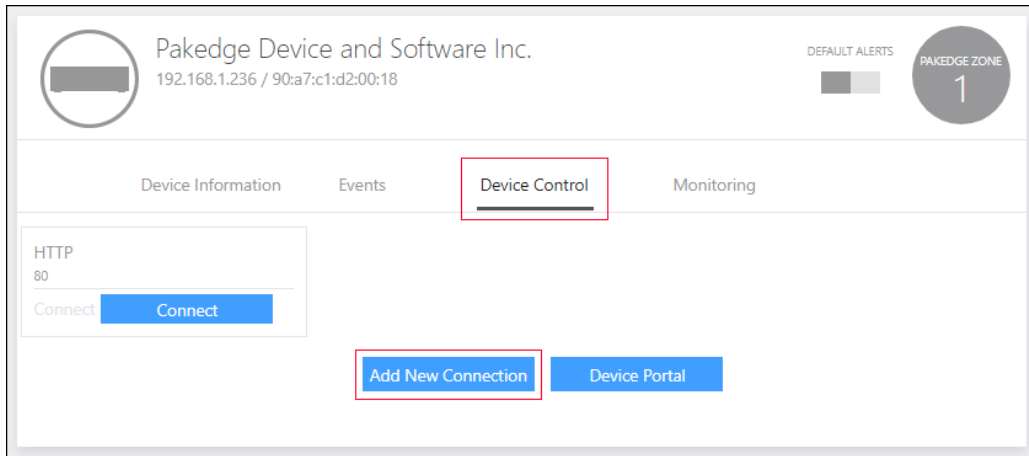 Pakedge Device and Software Inc.
192.168.1.236 / 90:a7:c1:d2:00:18
DEFAULT ALERTS
PAKEDGE ZONE
1
Device Information
Events
Device Control
Monitoring
HTTP
80
Connect
Connect
Add New Connection
Device Portal